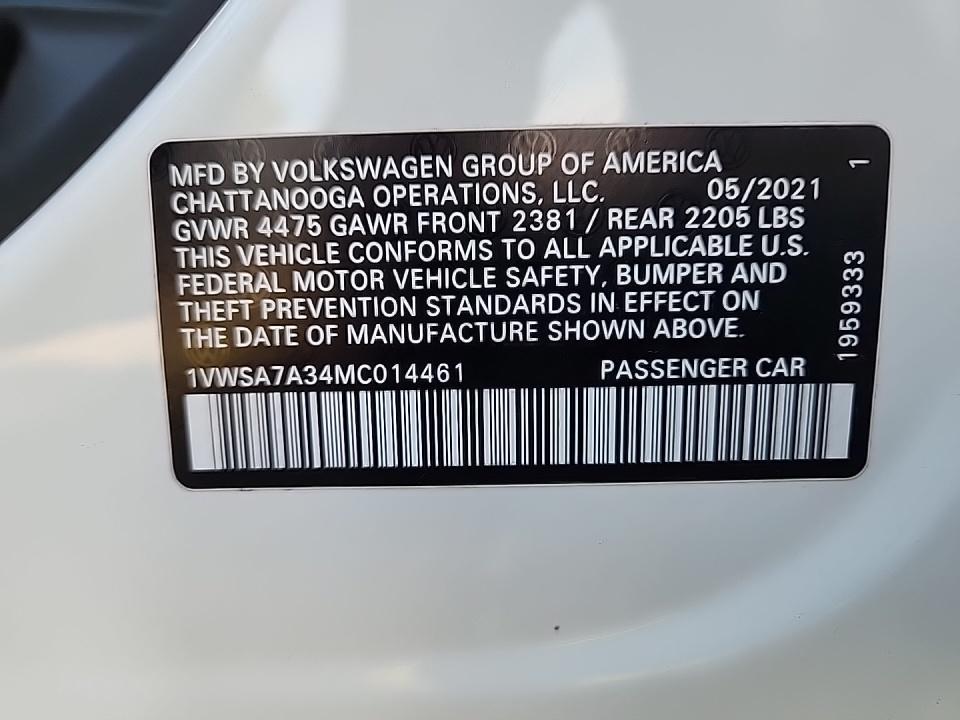 MFD BY VOLKSWAGEN GROUP OF AMERICA
CHATTANOOGA OPERATIONS, LLC. 05/2021
GVWR 4475 GAWR FRONT 2381 / REAR 2205 LBS
THIS VEHICLE CONFORMS TO ALL APPLICABLE U.S.
FEDERAL MOTOR VEHICLE SAFETY, BUMPER AND
THEFT PREVENTION STANDARDS IN EFFECT ON
THE DATE OF MANUFACTURE SHOWN ABOVE.
1VWSA7A34MC014461 PASSENGER CAR
1959333 1